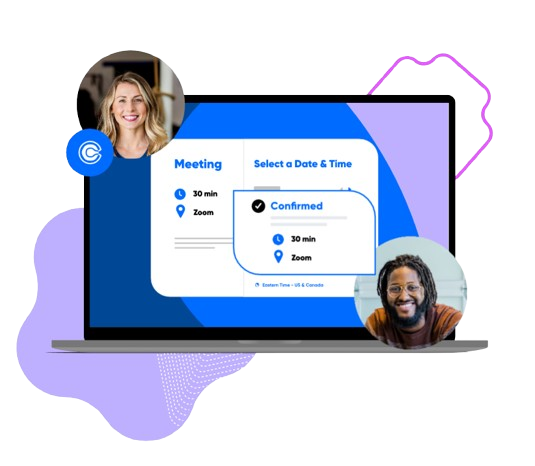 Meeting
30 min
Zoom
Select a Date & Time
Confirmed
30 min
Zoom
Eastern Time - US & Canada